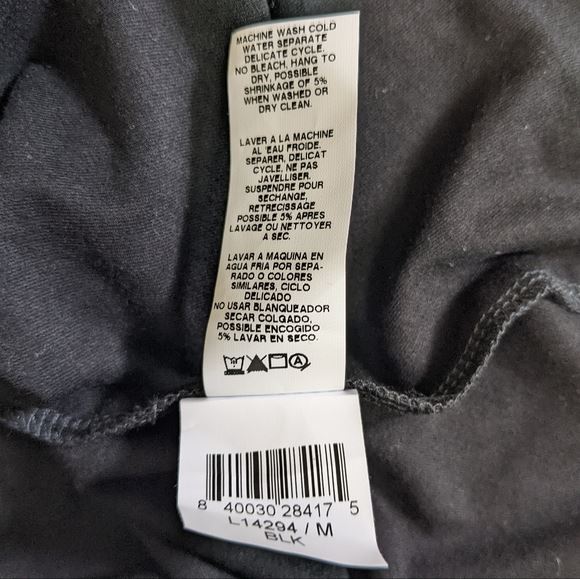 MACHINE WASH COLD
WATER SEPARATE
DELICATE CYCLE.
NO BLEACH, HANG TO
DRY, POSSIBLE
SHRINKAGE OF 5%
WHEN WASHED OR
DRY CLEAN.
LAVER A LA MACHINE
AL 'EAU FROIDE.
SEPARER, DELICAT
CYCLE, NE PAS
JAVELLISER.
SUSPENDRE POUR
SECHANGE,
RETRECISSAGE
POSSIBLE 5% APRES
LAVAGE OU NETTOYER
A SEC.
LAVAR A MAQUINA EN
AGUA FRIA POR SEPA-
RADO O COLORES
SIMILARES, CICLO
DELICADO
NO USAR BLANQUEADOR
SECAR COLGADO,
POSSIBLE ENCOGIDO
5% LAVAR EN SECO.
A
8 40030 28417 5
L14294 / M
BLK